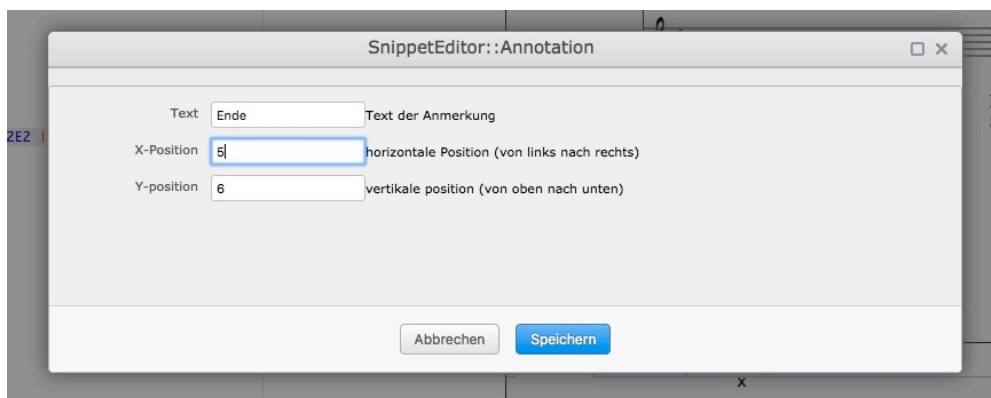 SnippetEditor::Annotation
Text Ende Text der Anmerkung
2E2 |
X-Position 5 horizontale Position (von links nach rechts)
Y-position 6 vertikale position (von oben nach unten)
Abbrechen Speichern
X